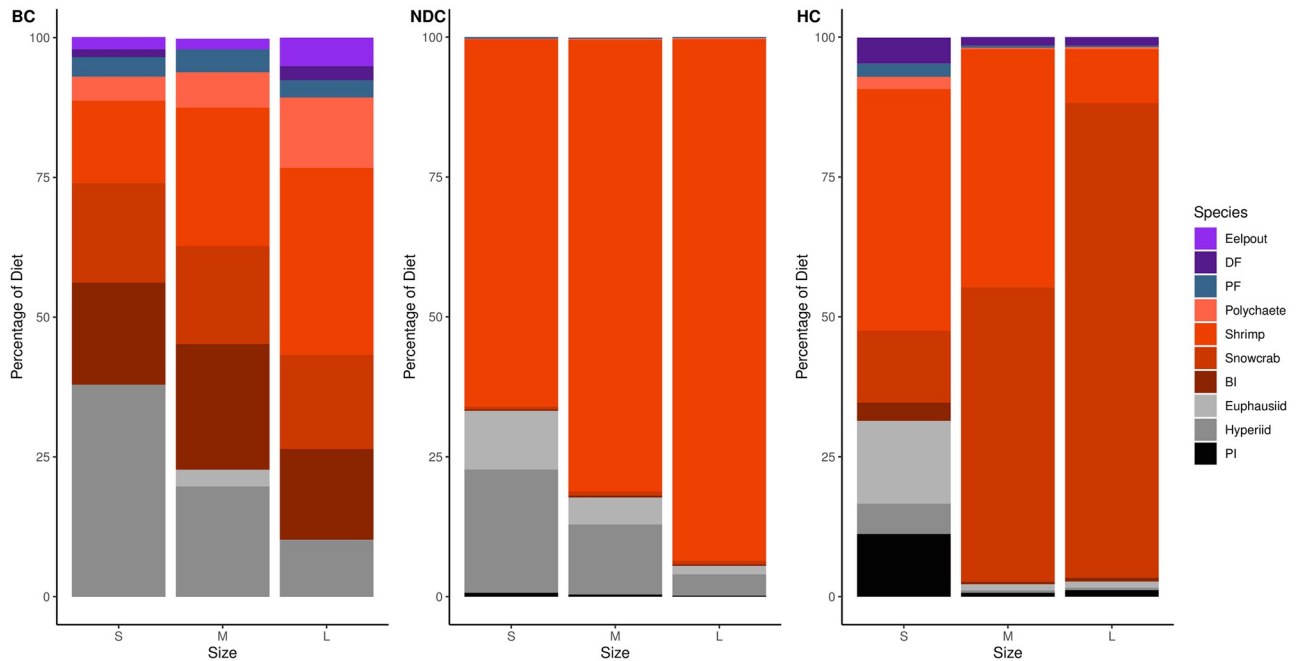 BC
100
75
50
25
0
Percentage of Diet
S M L
Size
NDC
100
75
50
25
0
Percentage of Diet
S M L
Size
HC
100
75
50
25
0
Percentage of Diet
S M L
Size
Species
Eelpout
DF
PF
Polychaete
Shrimp
Snowcrab
BI
Euphausiid
Hyperiid
PI